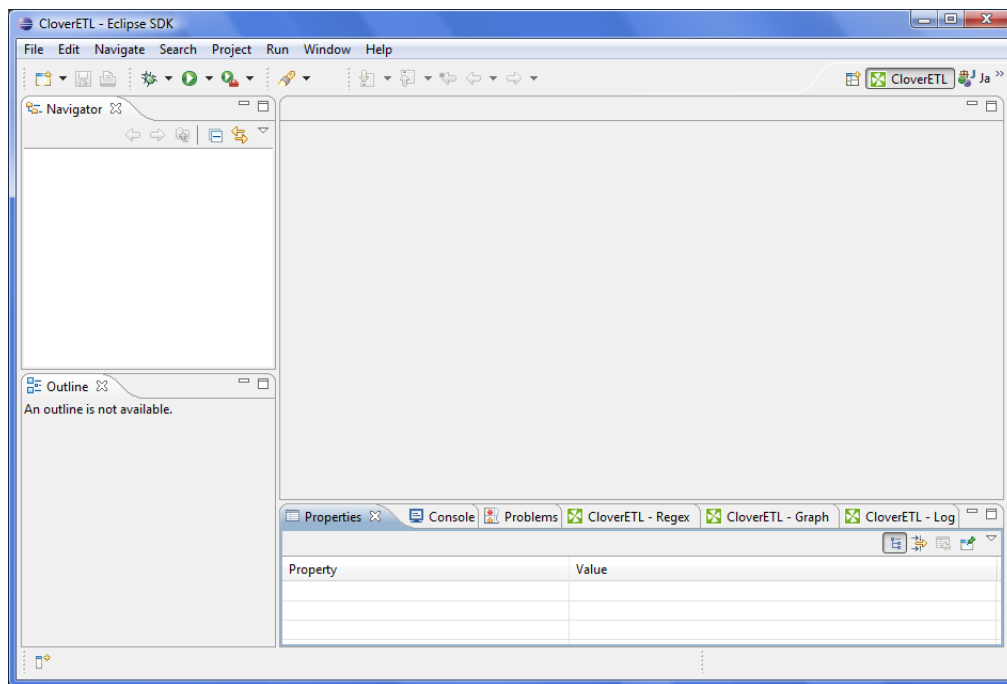 CloverETL - Eclipse SDK
File Edit Navigate Search Project Run Window Help
CloverETL J Ja »
Navigator
Outline
An outline is not available.
Properties Console Problems CloverETL - Regex CloverETL - Graph CloverETL - Log
Property Value